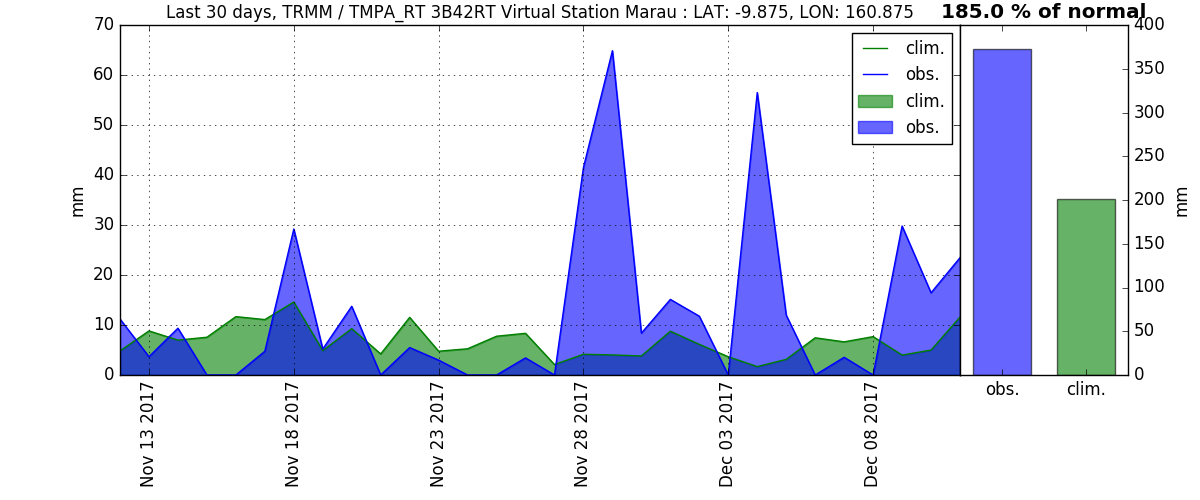 Last 30 days, TRMM / TMPA_RT 3B42RT Virtual Station Marau : LAT: -9.875, LON: 160.875
185.0 % of normal
70
60
50
40
30
20
10
0
mm
clim.
obs.
clim.
obs.
400
350
300
250
200
150
100
50
0
mm
obs.
clim.
Nov 13 2017
Nov 18 2017
Nov 23 2017
Nov 28 2017
Dec 03 2017
Dec 08 2017